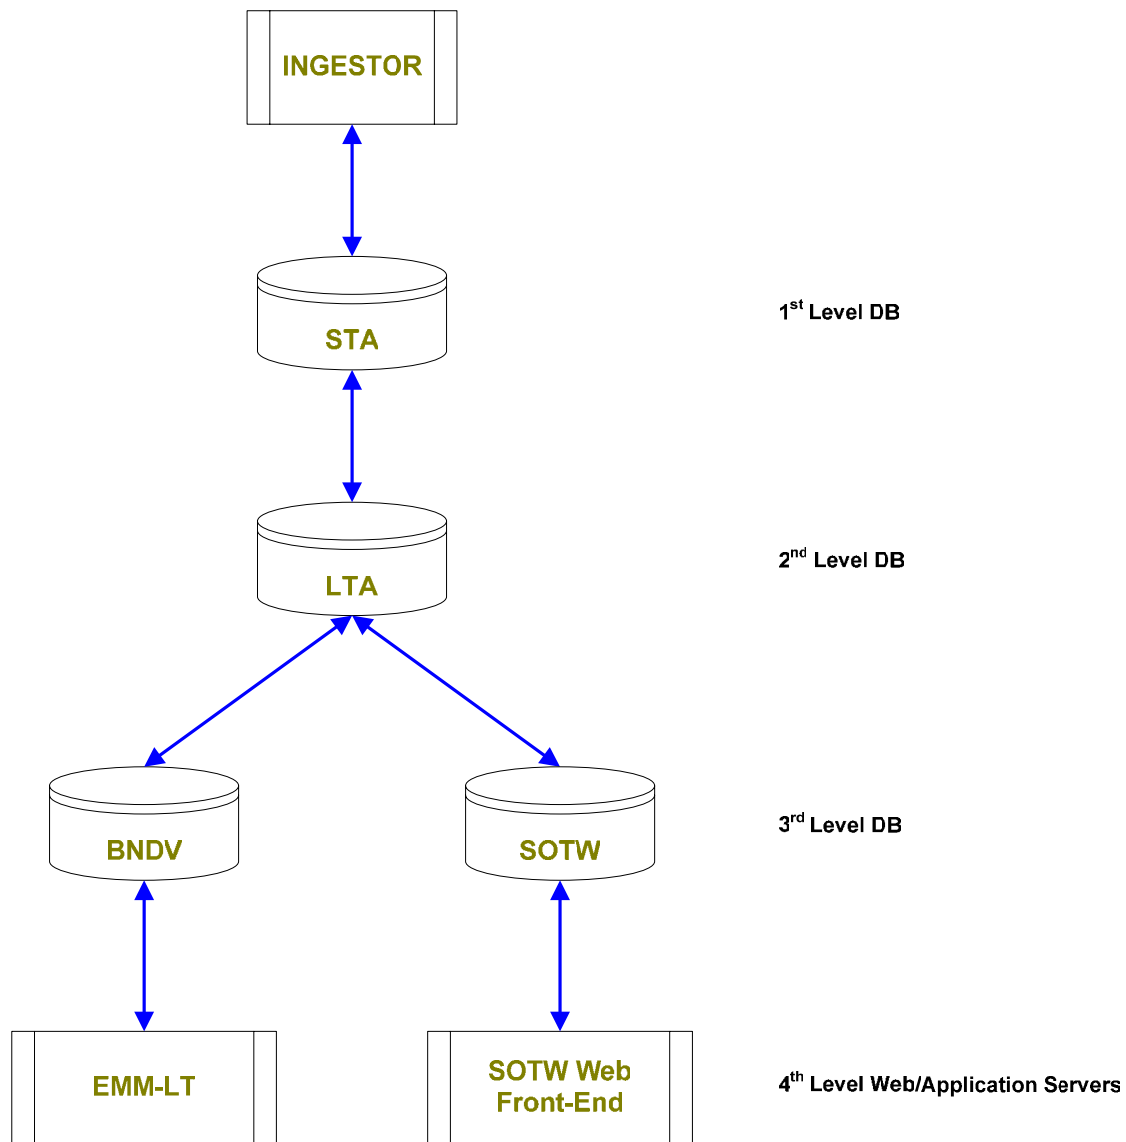 INGESTOR
STA
1st Level DB
LTA
2nd Level DB
BNDV
SOTW
3rd Level DB
EMM-LT
SOTW Web
Front-End
4th Level Web/Application Servers